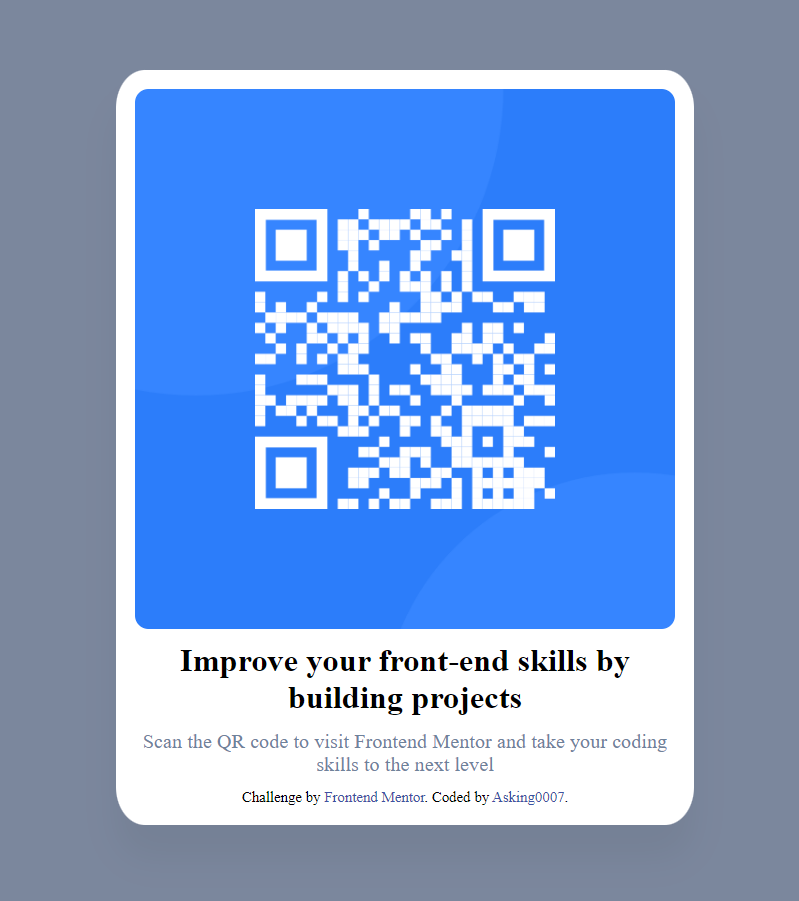 Improve your front-end skills by
building projects
Scan the QR code to visit Frontend Mentor and take your coding
skills to the next level
Challenge by Frontend Mentor. Coded by Asking0007.